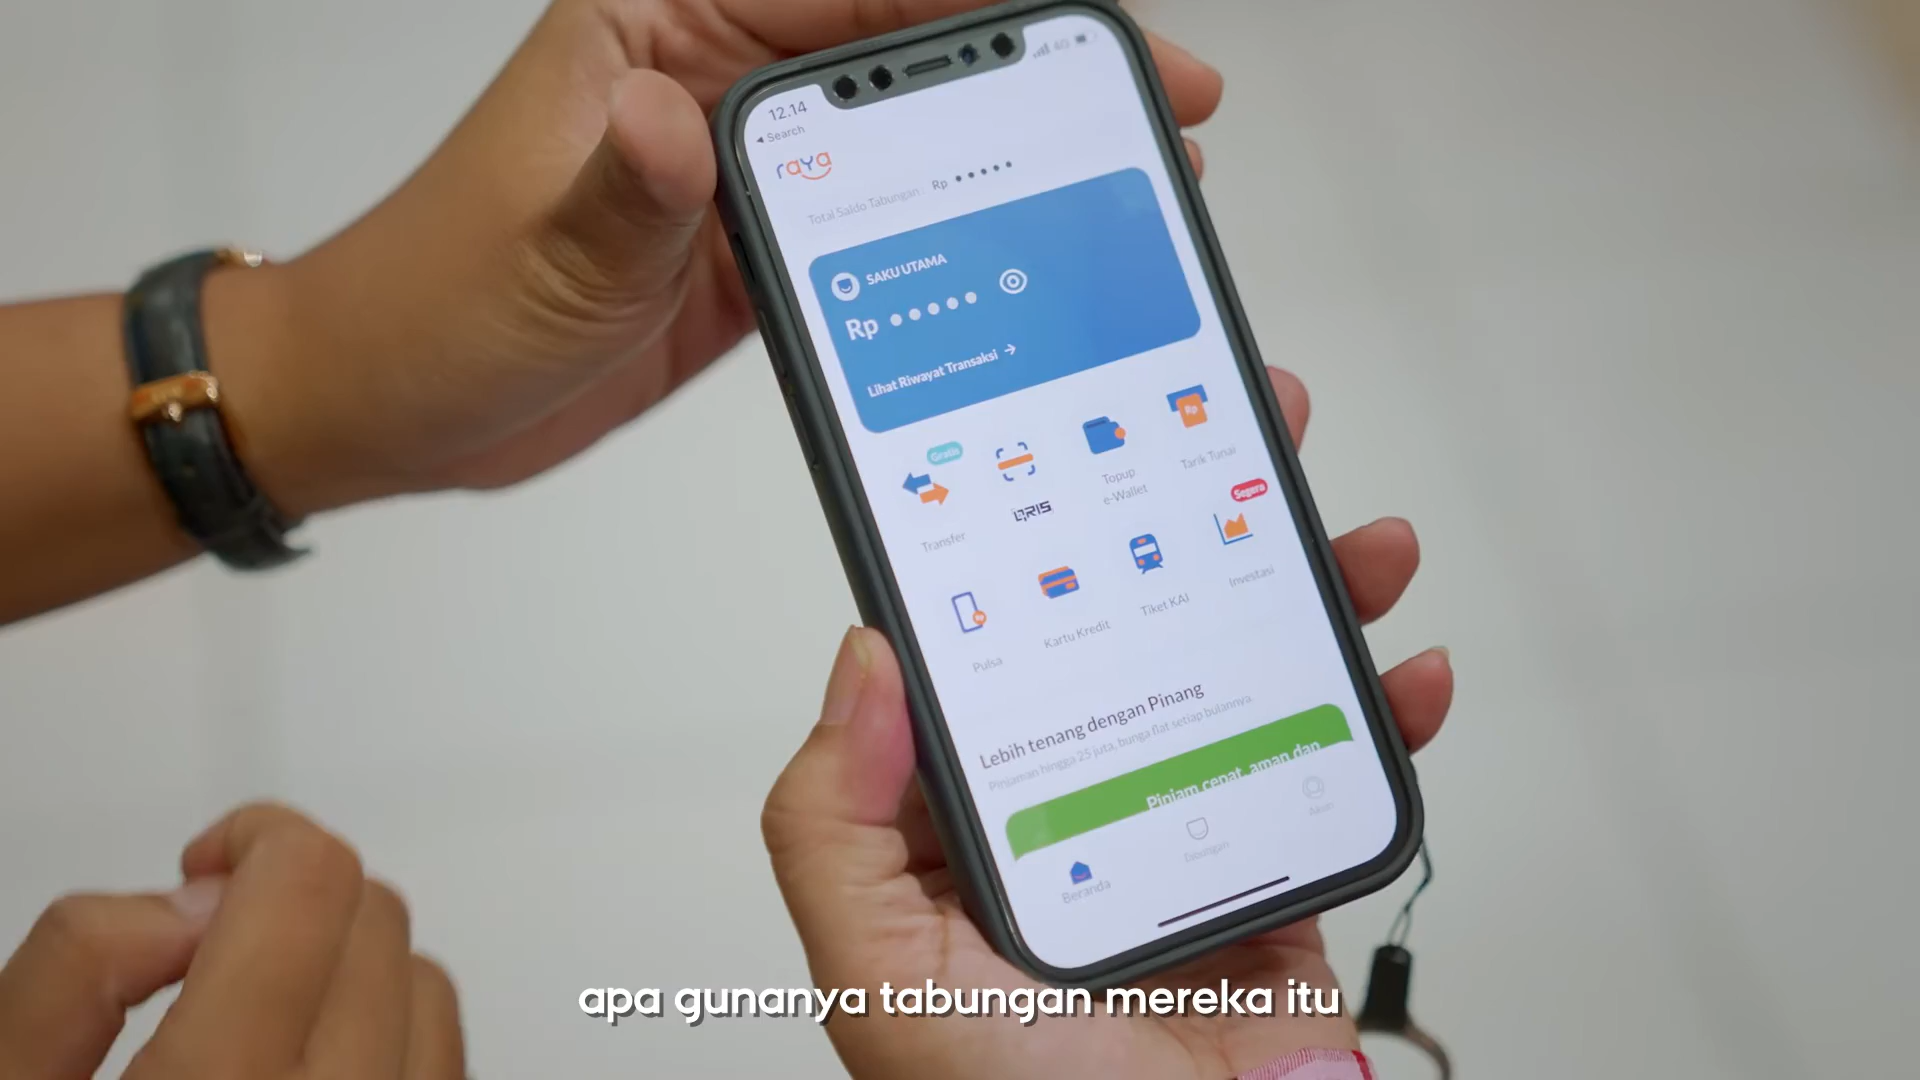 12.14
4G
Search
raya
Total Saldo Tabungan : Rp •••••
SAKU UTAMA
Rp •••••
Lihat Riwayat Transaksi →
Gratis
Transfer
QRIS
Topup
e-Wallet
Tarik Tunai
Segera
Pulsa
Kartu Kredit
Tiket KAI
Investasi
Lebih tenang dengan Pinang
Pinjaman hingga 25 juta, bunga flat setiap bulannya.
Pinjam cepat, aman dan
Beranda
Tabungan
Akun
apa gunanya tabungan mereka itu